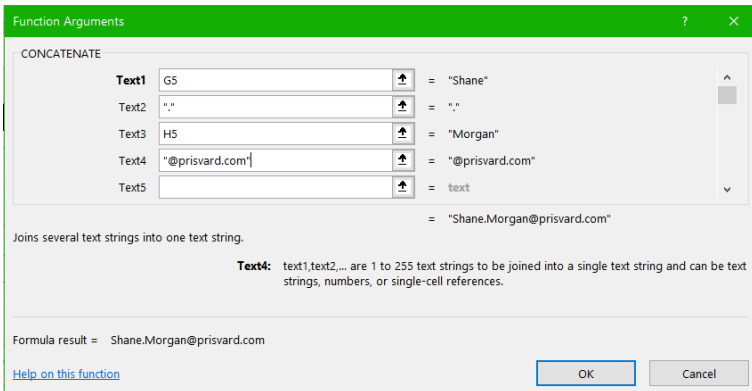 Function Arguments ? ×
CONCATENATE
Text1 G5 = "Shane"
Text2 "." = "."
Text3 H5 = "Morgan"
Text4 "@prisvard.com" = "@prisvard.com"
Text5 = text
= "Shane.Morgan@prisvard.com"
Joins several text strings into one text string.
Text4: text1,text2,... are 1 to 255 text strings to be joined into a single text string and can be text
strings, numbers, or single-cell references.
Formula result = Shane.Morgan@prisvard.com
Help on this function OK Cancel